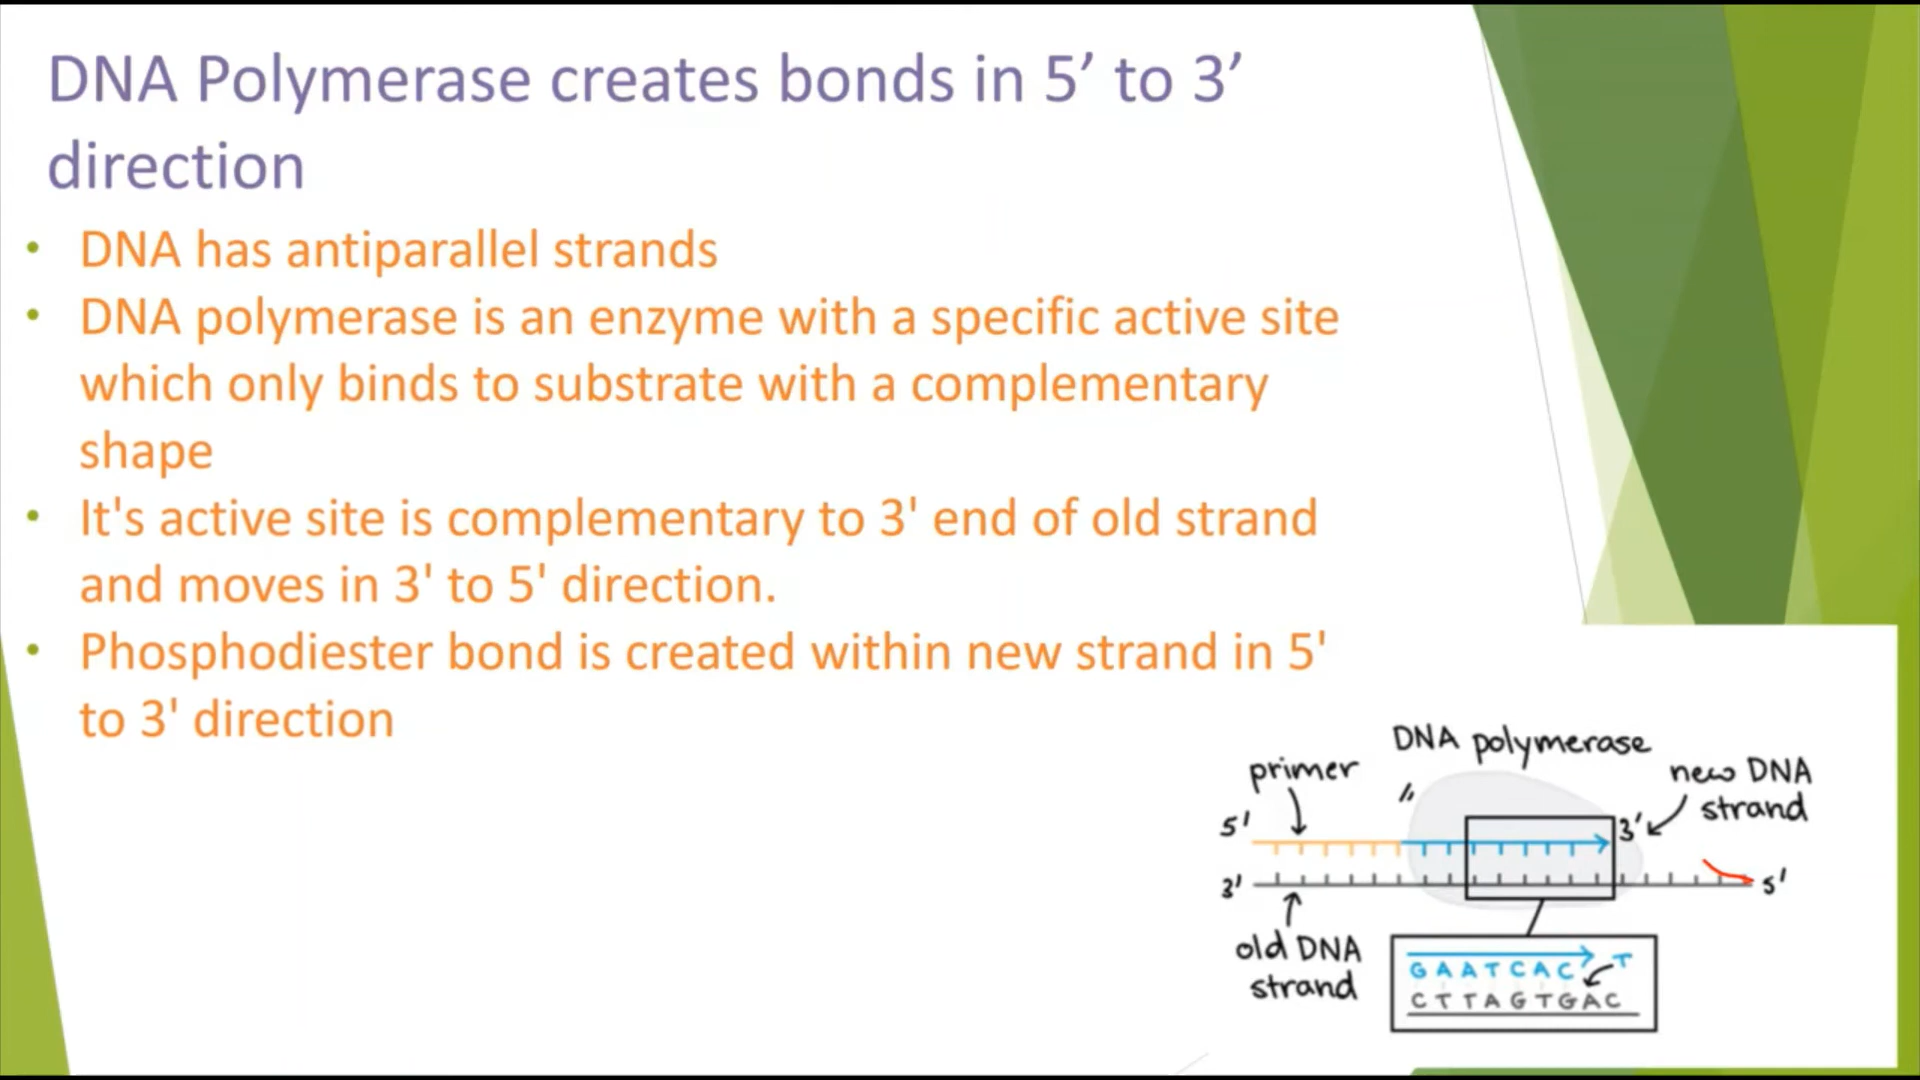 DNA Polymerase creates bonds in 5’ to 3’
direction
• DNA has antiparallel strands
• DNA polymerase is an enzyme with a specific active site
which only binds to substrate with a complementary
shape
• It's active site is complementary to 3' end of old strand
and moves in 3' to 5' direction.
• Phosphodiester bond is created within new strand in 5'
to 3' direction
DNA polymerase
primer
new DNA
strand
5'
3'
3'
5'
old DNA
strand
GAATCAC T
CTTAGTGAC